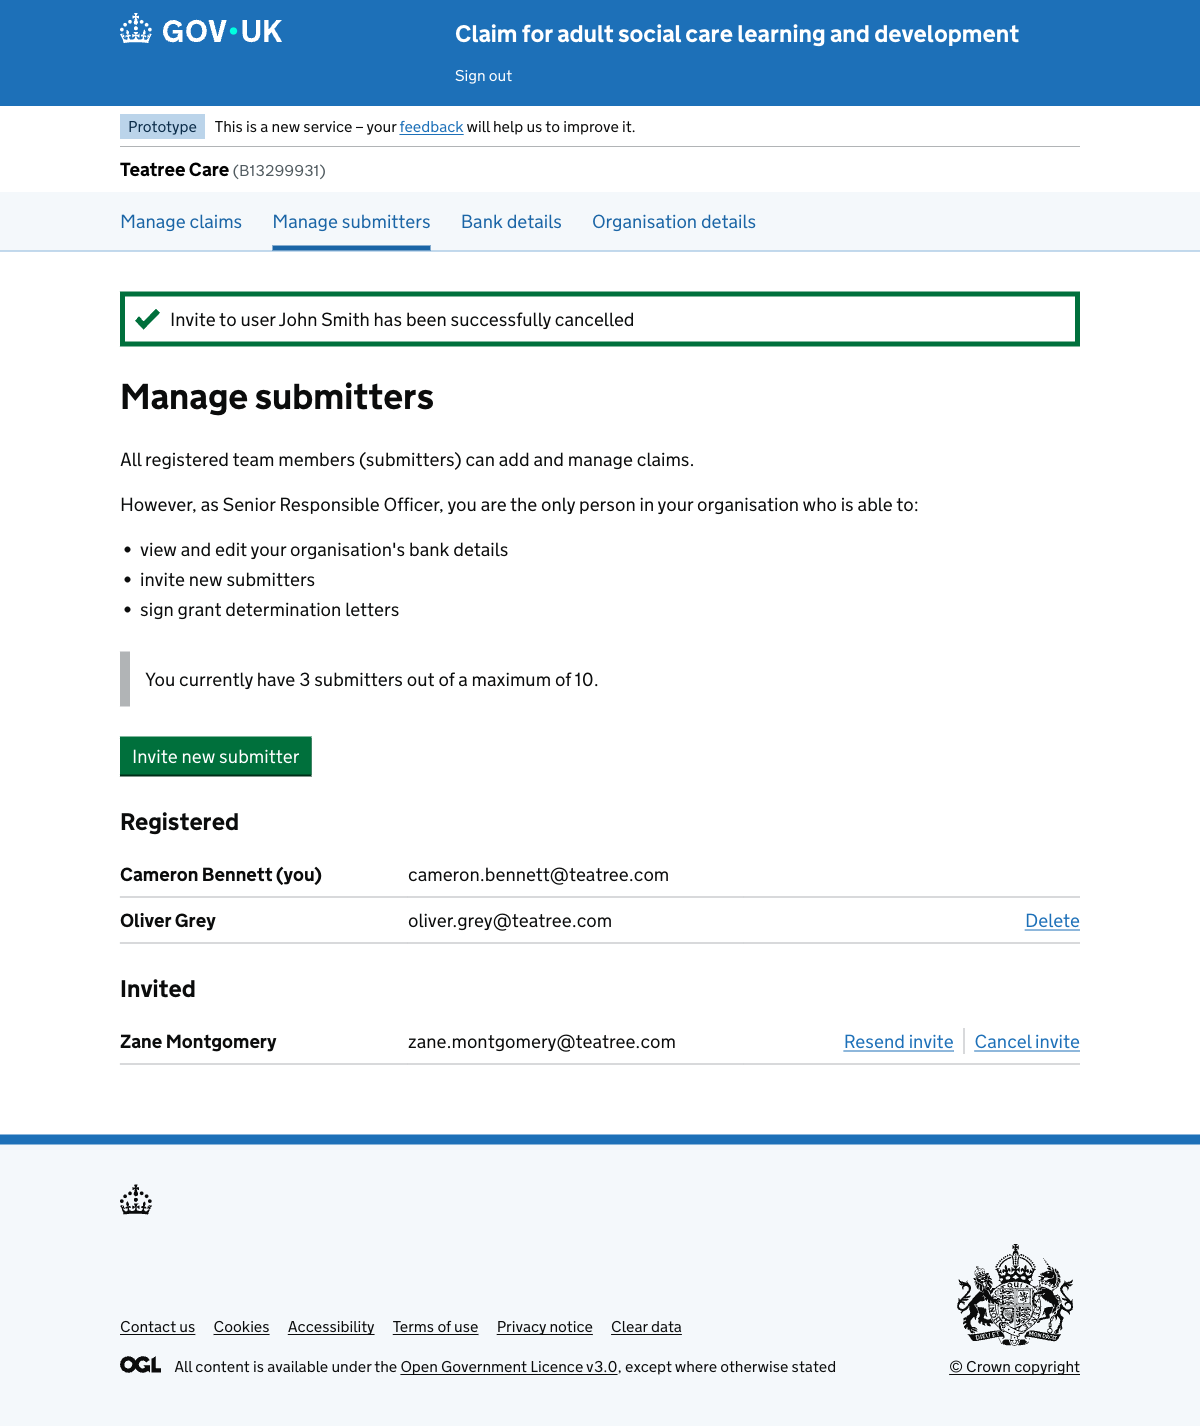 GOV·UK
Claim for adult social care learning and development
Sign out
Prototype This is a new service – your feedback will help us to improve it.
Teatree Care (B13299931)
Manage claims Manage submitters Bank details Organisation details
Invite to user John Smith has been successfully cancelled
Manage submitters
All registered team members (submitters) can add and manage claims.
However, as Senior Responsible Officer, you are the only person in your organisation who is able to:
• view and edit your organisation's bank details
• invite new submitters
• sign grant determination letters
You currently have 3 submitters out of a maximum of 10.
Invite new submitter
Registered
Cameron Bennett (you) cameron.bennett@teatree.com
Oliver Grey oliver.grey@teatree.com Delete
Invited
Zane Montgomery zane.montgomery@teatree.com Resend invite Cancel invite
Contact us Cookies Accessibility Terms of use Privacy notice Clear data
OGL All content is available under the Open Government Licence v3.0, except where otherwise stated
© Crown copyright